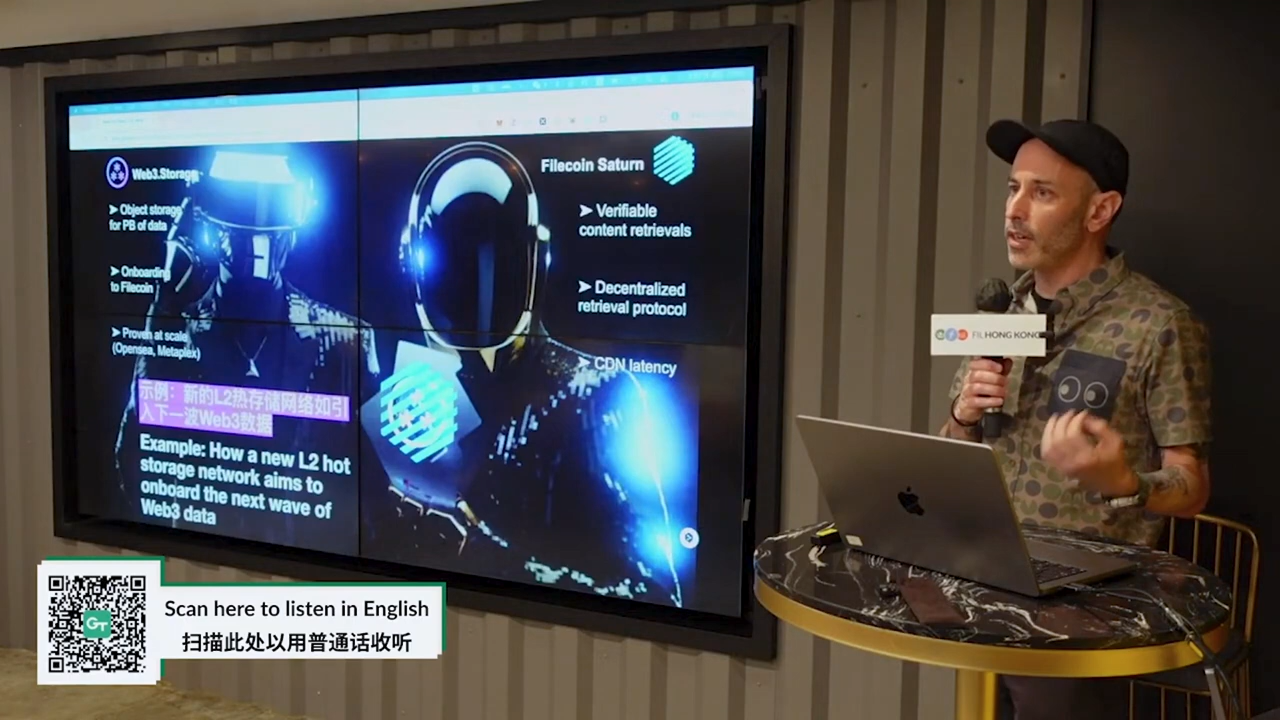 Web3.Storage
➤ Object storage
for PB of data
➤ Onboarding
to Filecoin
➤ Proven at scale
(Opensea, Metaplex)
示例：新的L2热存储网络如引
入下一波Web3数据
Example: How a new L2 hot
storage network aims to
onboard the next wave of
Web3 data
Filecoin Saturn
➤ Verifiable
content retrievals
➤ Decentralized
retrieval protocol
➤ CDN latency
FIL HONG KONG
GT
Scan here to listen in English
扫描此处以用普通话收听